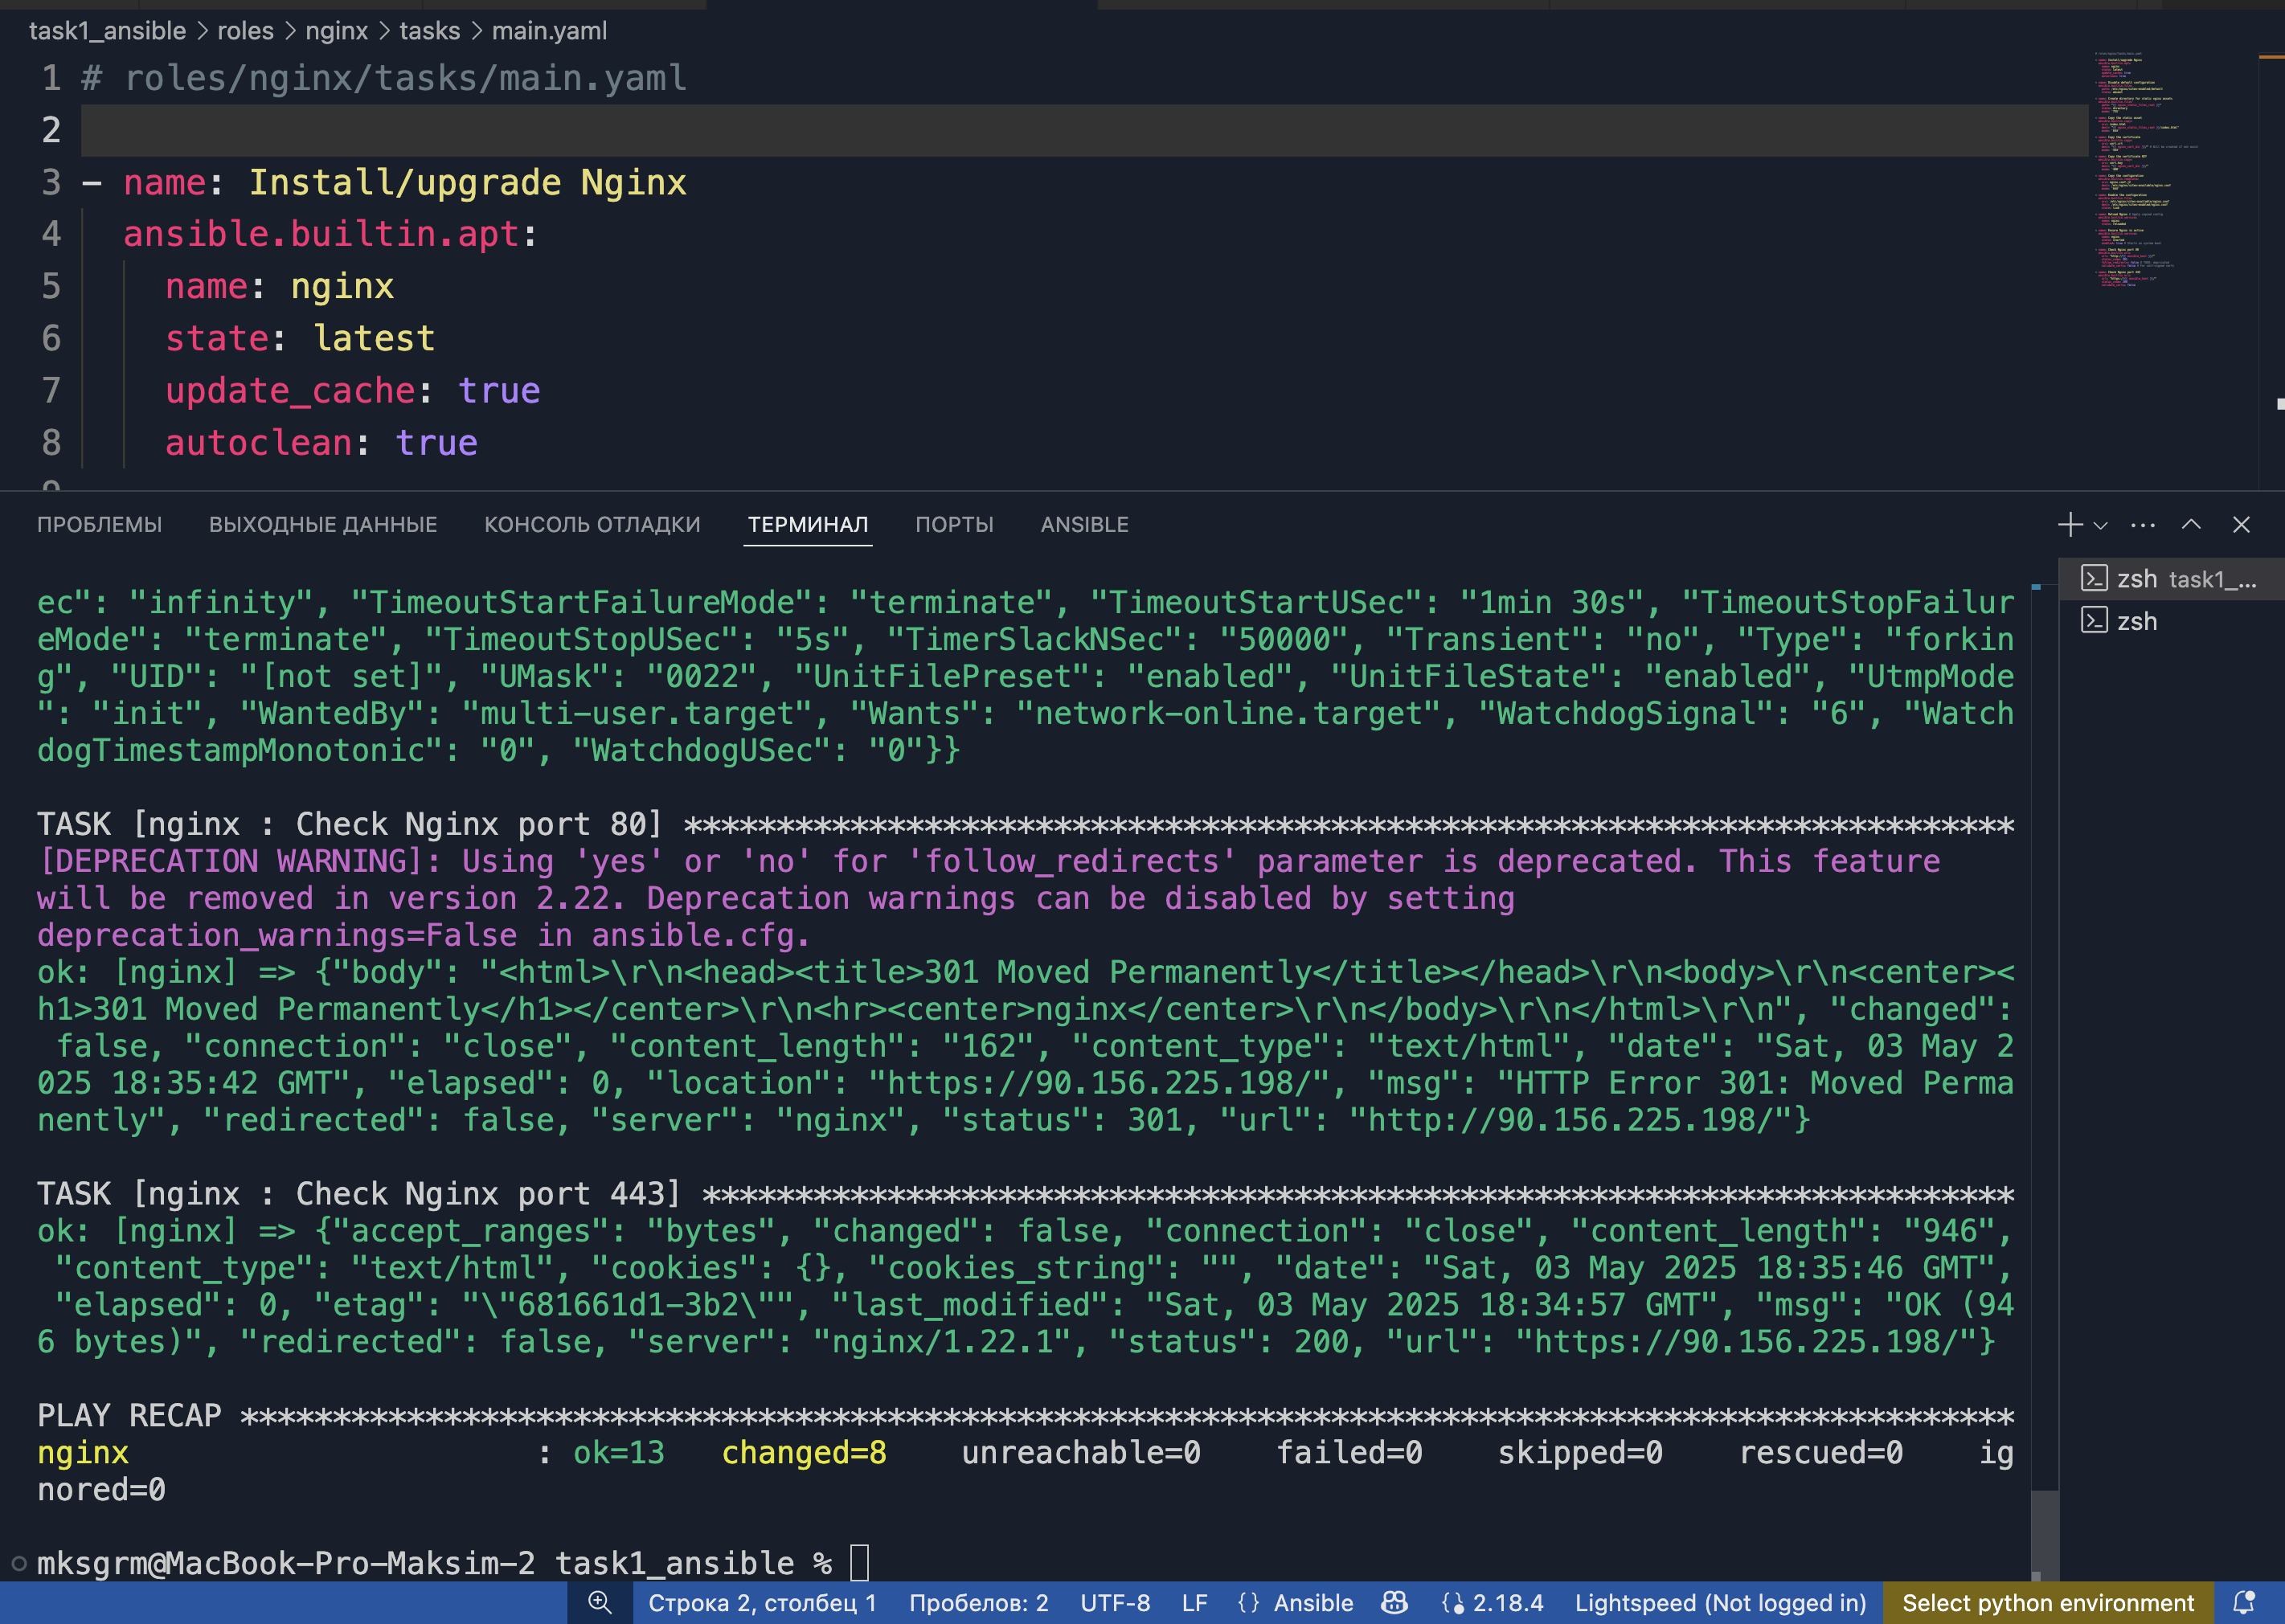 task1_ansible > roles > nginx > tasks > main.yaml
1 # roles/nginx/tasks/main.yaml
2
3 - name: Install/upgrade Nginx
4 ansible.builtin.apt:
5 name: nginx
6 state: latest
7 update_cache: true
8 autoclean: true
9
ПРОБЛЕМЫ ВЫХОДНЫЕ ДАННЫЕ КОНСОЛЬ ОТЛАДКИ ТЕРМИНАЛ ПОРТЫ ANSIBLE
zsh task1_...
zsh
ec": "infinity", "TimeoutStartFailureMode": "terminate", "TimeoutStartUSec": "1min 30s", "TimeoutStopFailur
eMode": "terminate", "TimeoutStopUSec": "5s", "TimerSlackNSec": "50000", "Transient": "no", "Type": "forkin
g", "UID": "[not set]", "UMask": "0022", "UnitFilePreset": "enabled", "UnitFileState": "enabled", "UtmpMode
": "init", "WantedBy": "multi-user.target", "Wants": "network-online.target", "WatchdogSignal": "6", "Watch
dogTimestampMonotonic": "0", "WatchdogUSec": "0"}}
TASK [nginx : Check Nginx port 80] ************************************************************************
[DEPRECATION WARNING]: Using 'yes' or 'no' for 'follow_redirects' parameter is deprecated. This feature
will be removed in version 2.22. Deprecation warnings can be disabled by setting
deprecation_warnings=False in ansible.cfg.
ok: [nginx] => {"body": "<html>\r\n<head><title>301 Moved Permanently</title></head>\r\n<body>\r\n<center><
h1>301 Moved Permanently</h1></center>\r\n<hr><center>nginx</center>\r\n</body>\r\n</html>\r\n", "changed":
 false, "connection": "close", "content_length": "162", "content_type": "text/html", "date": "Sat, 03 May 2
025 18:35:42 GMT", "elapsed": 0, "location": "https://90.156.225.198/", "msg": "HTTP Error 301: Moved Perma
nently", "redirected": false, "server": "nginx", "status": 301, "url": "http://90.156.225.198/"}
TASK [nginx : Check Nginx port 443] ***********************************************************************
ok: [nginx] => {"accept_ranges": "bytes", "changed": false, "connection": "close", "content_length": "946",
 "content_type": "text/html", "cookies": {}, "cookies_string": "", "date": "Sat, 03 May 2025 18:35:46 GMT",
 "elapsed": 0, "etag": "\"681661d1-3b2\"", "last_modified": "Sat, 03 May 2025 18:34:57 GMT", "msg": "OK (94
6 bytes)", "redirected": false, "server": "nginx/1.22.1", "status": 200, "url": "https://90.156.225.198/"}
PLAY RECAP ************************************************************************************************
nginx : ok=13 changed=8 unreachable=0 failed=0 skipped=0 rescued=0 ig
nored=0
mksgrm@MacBook-Pro-Maksim-2 task1_ansible %
Строка 2, столбец 1 Пробелов: 2 UTF-8 LF {} Ansible 2.18.4 Lightspeed (Not logged in) Select python environment